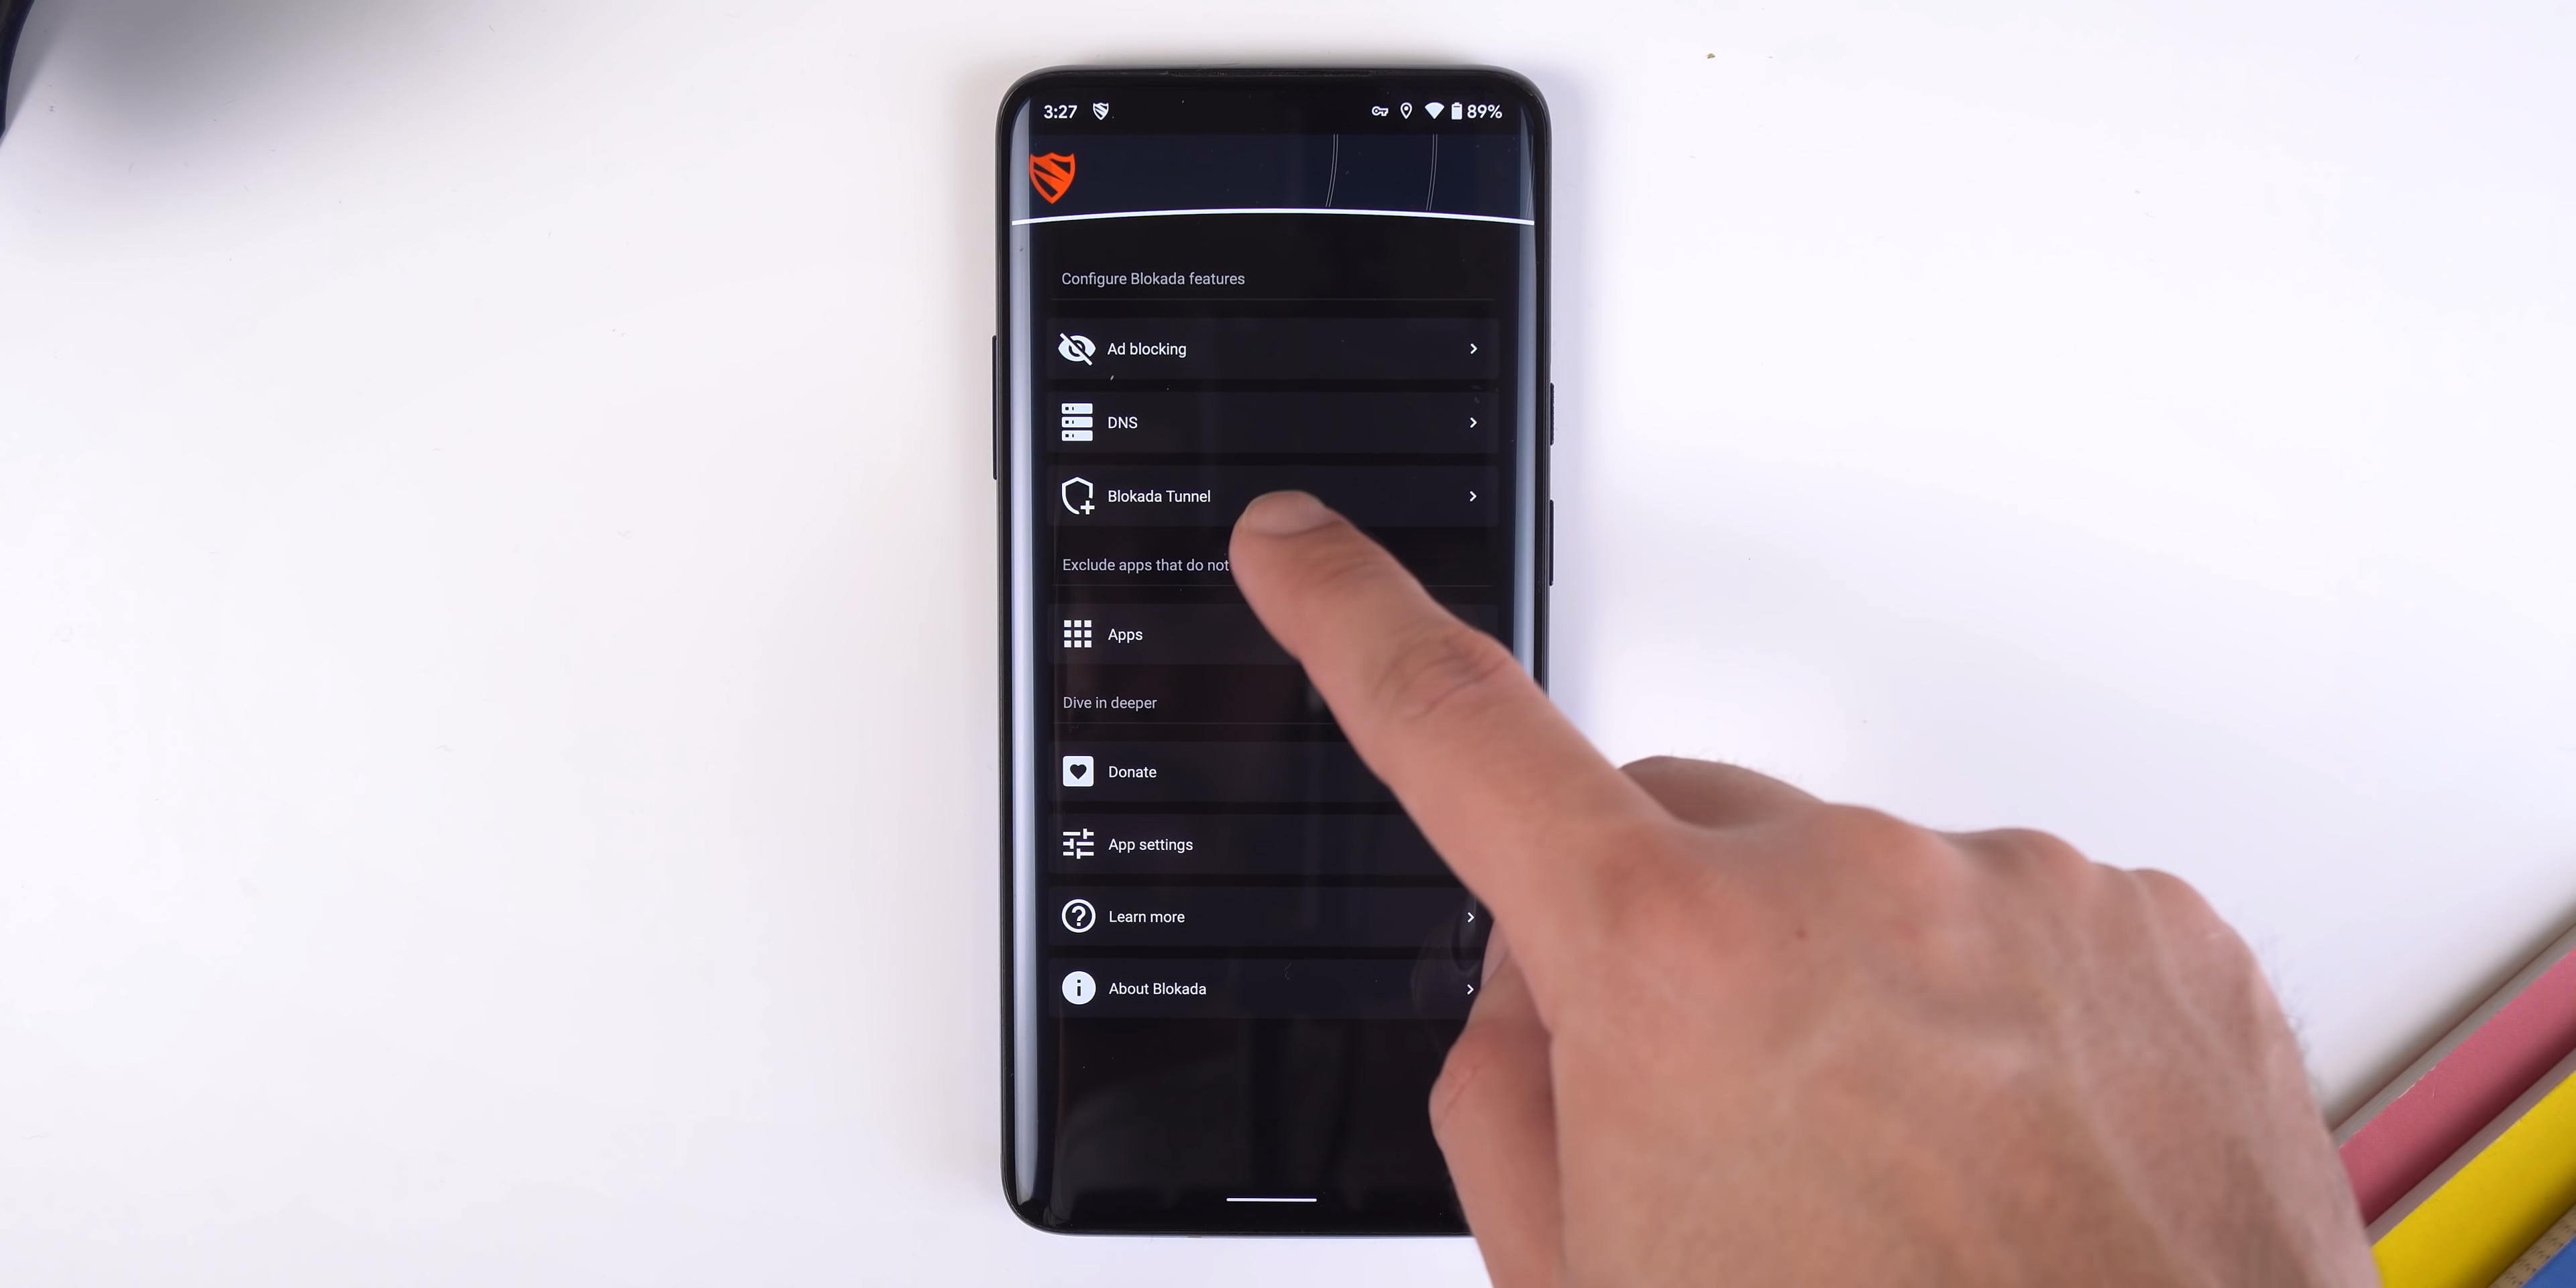 3:27 89%
Configure Blokada features
Ad blocking
DNS
Blokada Tunnel
Exclude apps that do not
Apps
Dive in deeper
Donate
App settings
Learn more
About Blokada